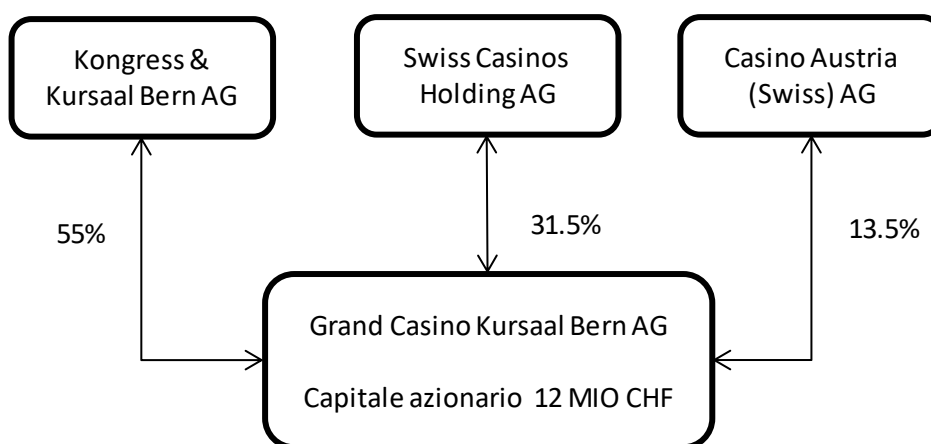 Kongress &
Kursaal Bern AG
Swiss Casinos
Holding AG
Casino Austria
(Swiss) AG
55%
31.5%
13.5%
Grand Casino Kursaal Bern AG
Capitale azionario 12 MIO CHF